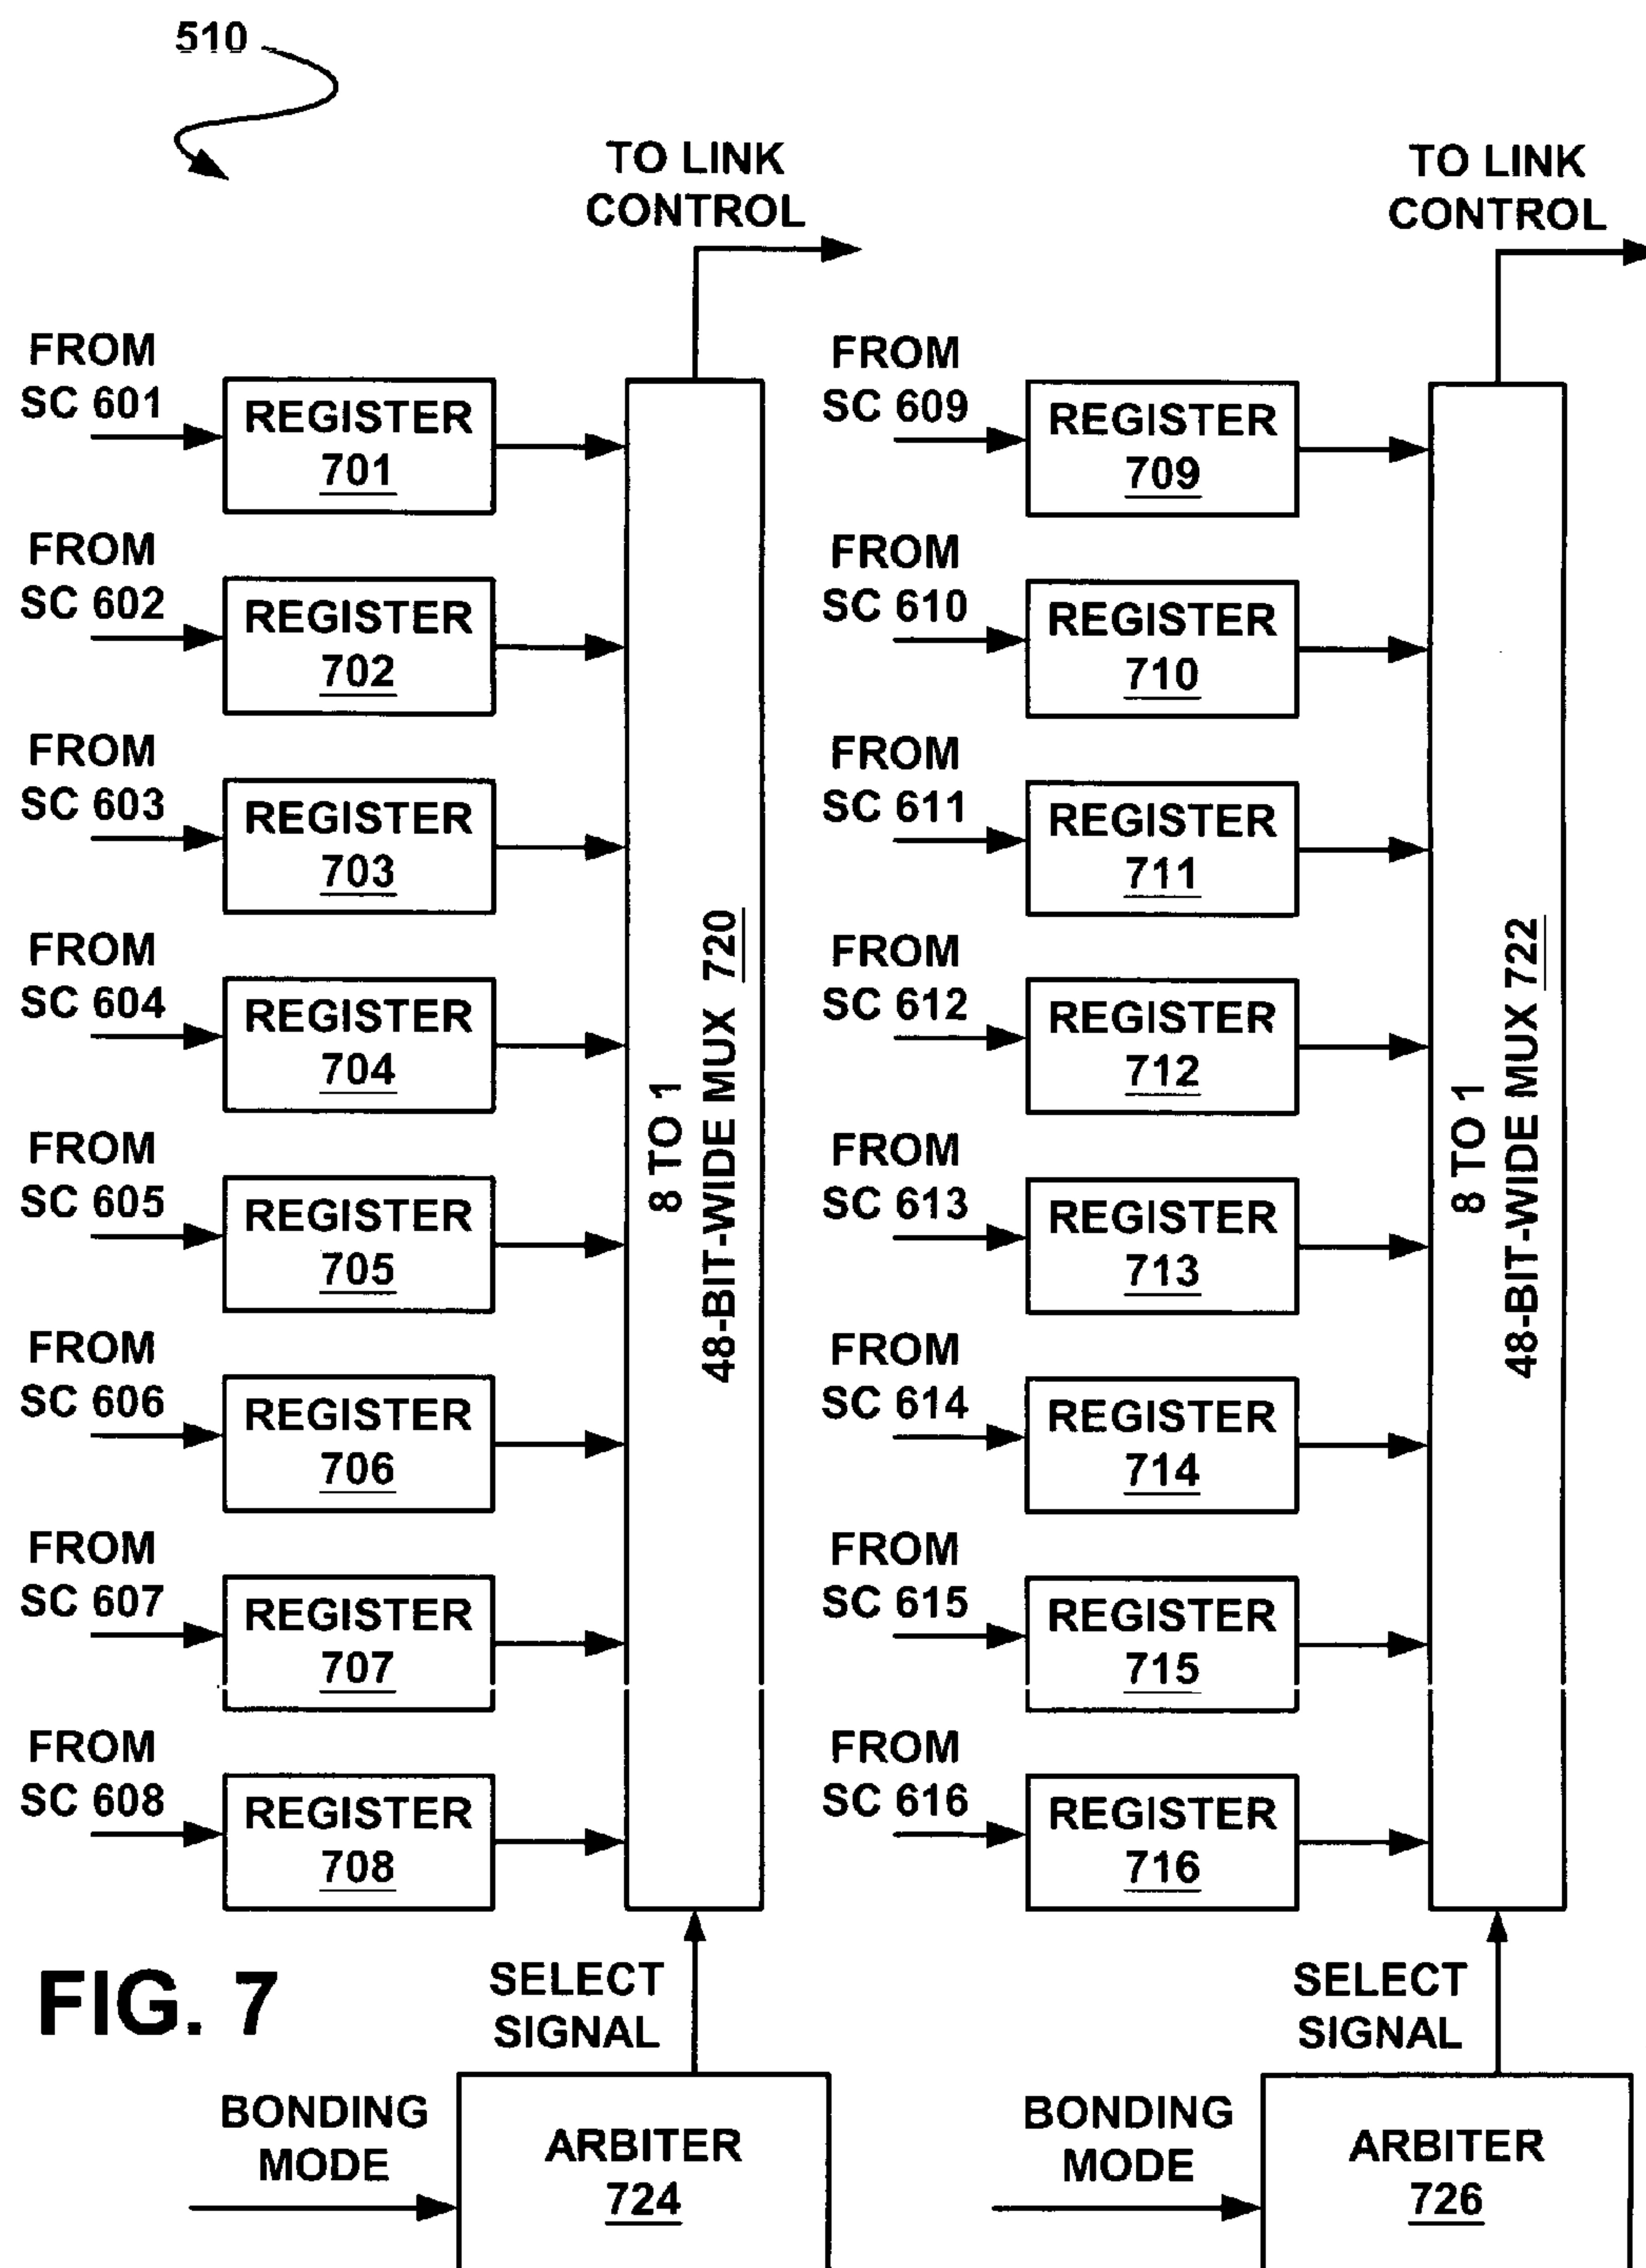 510
TO LINK
CONTROL
FROM
SC 601
REGISTER
701
FROM
SC 602
REGISTER
702
FROM
SC 603
REGISTER
703
FROM
SC 604
REGISTER
704
FROM
SC 605
REGISTER
705
FROM
SC 606
REGISTER
706
FROM
SC 607
REGISTER
707
FROM
SC 608
REGISTER
708
8 TO 1
48-BIT-WIDE MUX 720
SELECT
SIGNAL
BONDING
MODE
ARBITER
724
TO LINK
CONTROL
FROM
SC 609
REGISTER
709
FROM
SC 610
REGISTER
710
FROM
SC 611
REGISTER
711
FROM
SC 612
REGISTER
712
FROM
SC 613
REGISTER
713
FROM
SC 614
REGISTER
714
FROM
SC 615
REGISTER
715
FROM
SC 616
REGISTER
716
8 TO 1
48-BIT-WIDE MUX 722
SELECT
SIGNAL
BONDING
MODE
ARBITER
726
FIG. 7